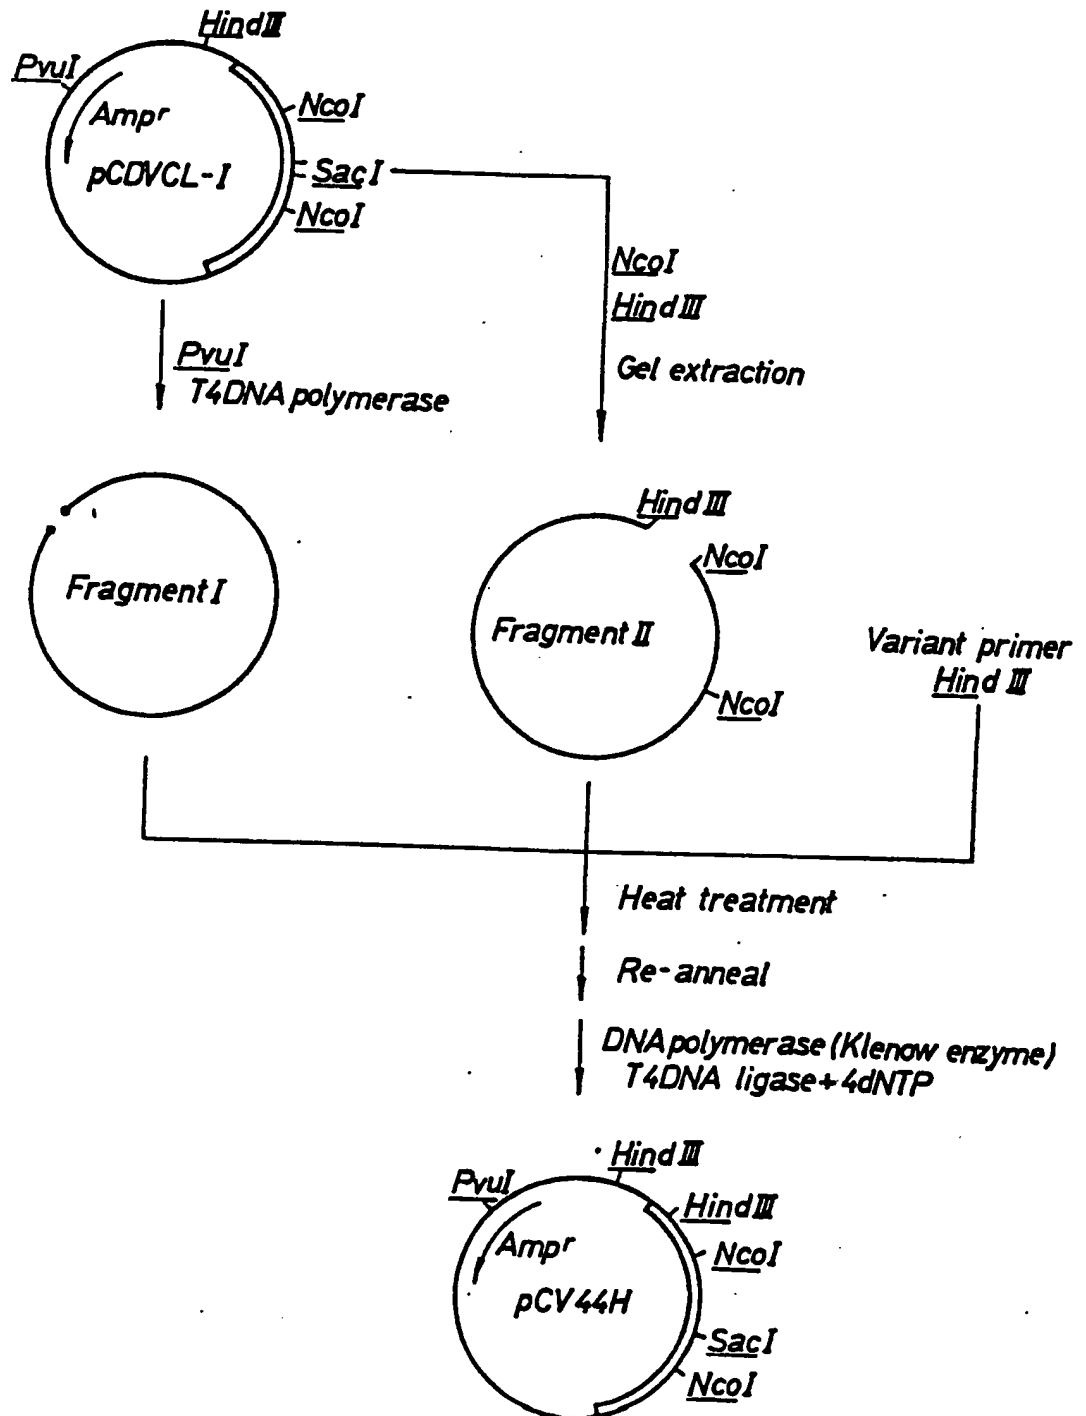 HindIII
PvuI
NcoI
Ampr
pCDVCL-I
SacI
NcoI
NcoI
HindIII
Gel extraction
PvuI
T4DNA polymerase
HindIII
NcoI
Fragment I
Fragment II
NcoI
Variant primer
HindIII
Heat treatment
Re-anneal
DNA polymerase (Klenow enzyme)
T4DNA ligase+4dNTP
HindIII
PvuI
HindIII
Ampr
NcoI
pCV44H
SacI
NcoI